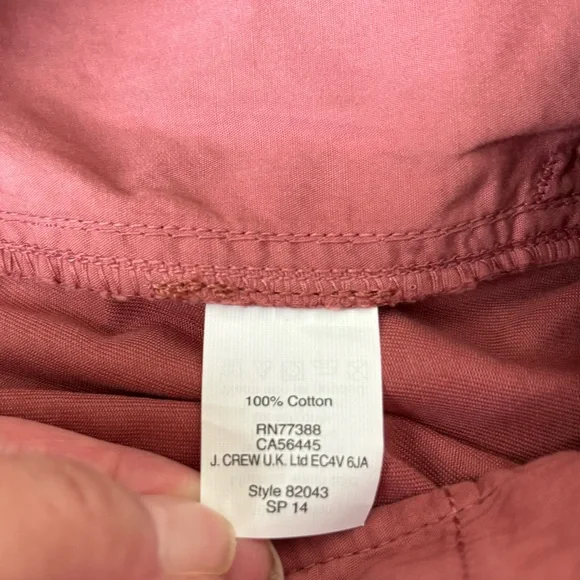 100% Cotton
RN77388
CA56445
J. CREW U.K. Ltd EC4V 6JA
Style 82043
SP 14